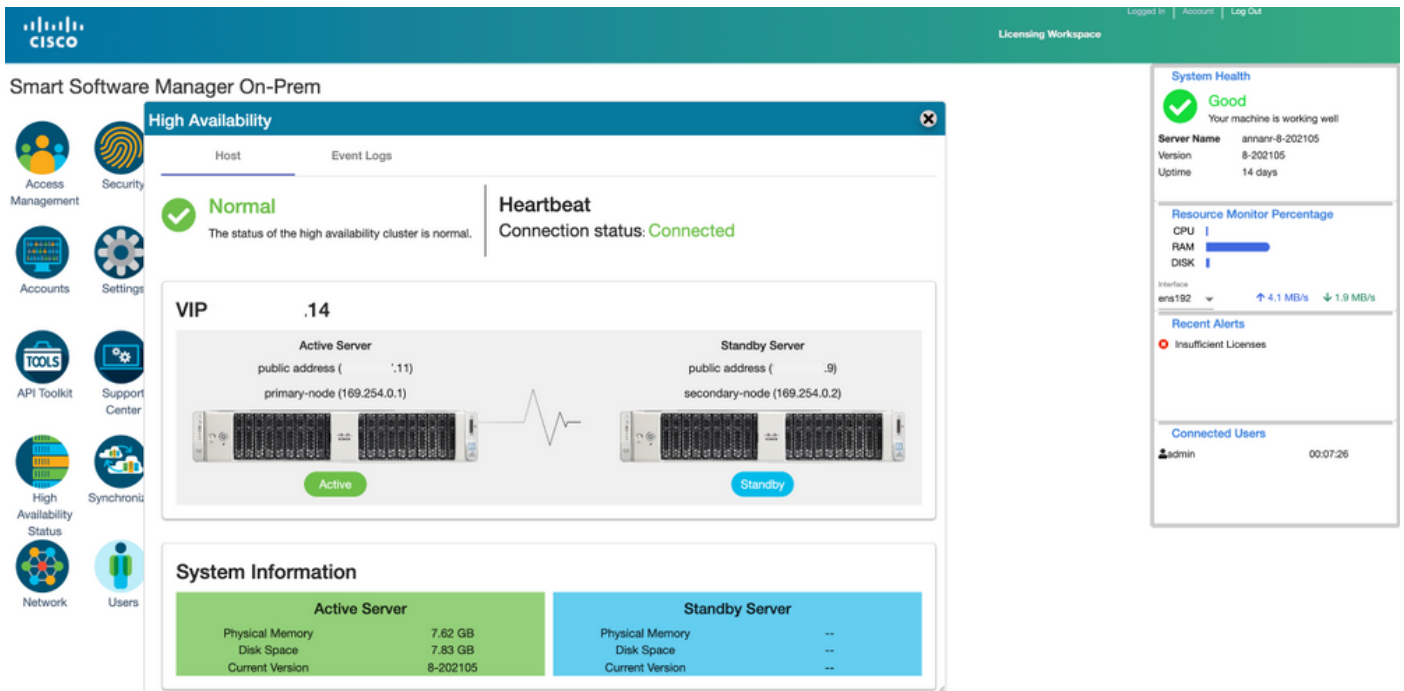 Logged In | Account | Log Out
CISCO
Licensing Workspace
Smart Software Manager On-Prem
Access Management
Security
Accounts
Settings
TOOLS
API Toolkit
Support Center
High Availability Status
Network
Users
High Availability
Host Event Logs
Normal
The status of the high availability cluster is normal.
Heartbeat
Connection status: Connected
VIP .14
Active Server
public address ( .11)
primary-node (169.254.0.1)
Active
Standby Server
public address ( .9)
secondary-node (169.254.0.2)
Standby
System Information
Active Server
Physical Memory 7.62 GB
Disk Space 7.83 GB
Current Version 8-202105
Standby Server
Physical Memory --
Disk Space --
Current Version --
System Health
Good
Your machine is working well
Server Name annanr-8-202105
Version 8-202105
Uptime 14 days
Resource Monitor Percentage
CPU
RAM
DISK
Interface
ens192 4.1 MB/s 1.9 MB/s
Recent Alerts
Insufficient Licenses
Connected Users
admin 00:07:26